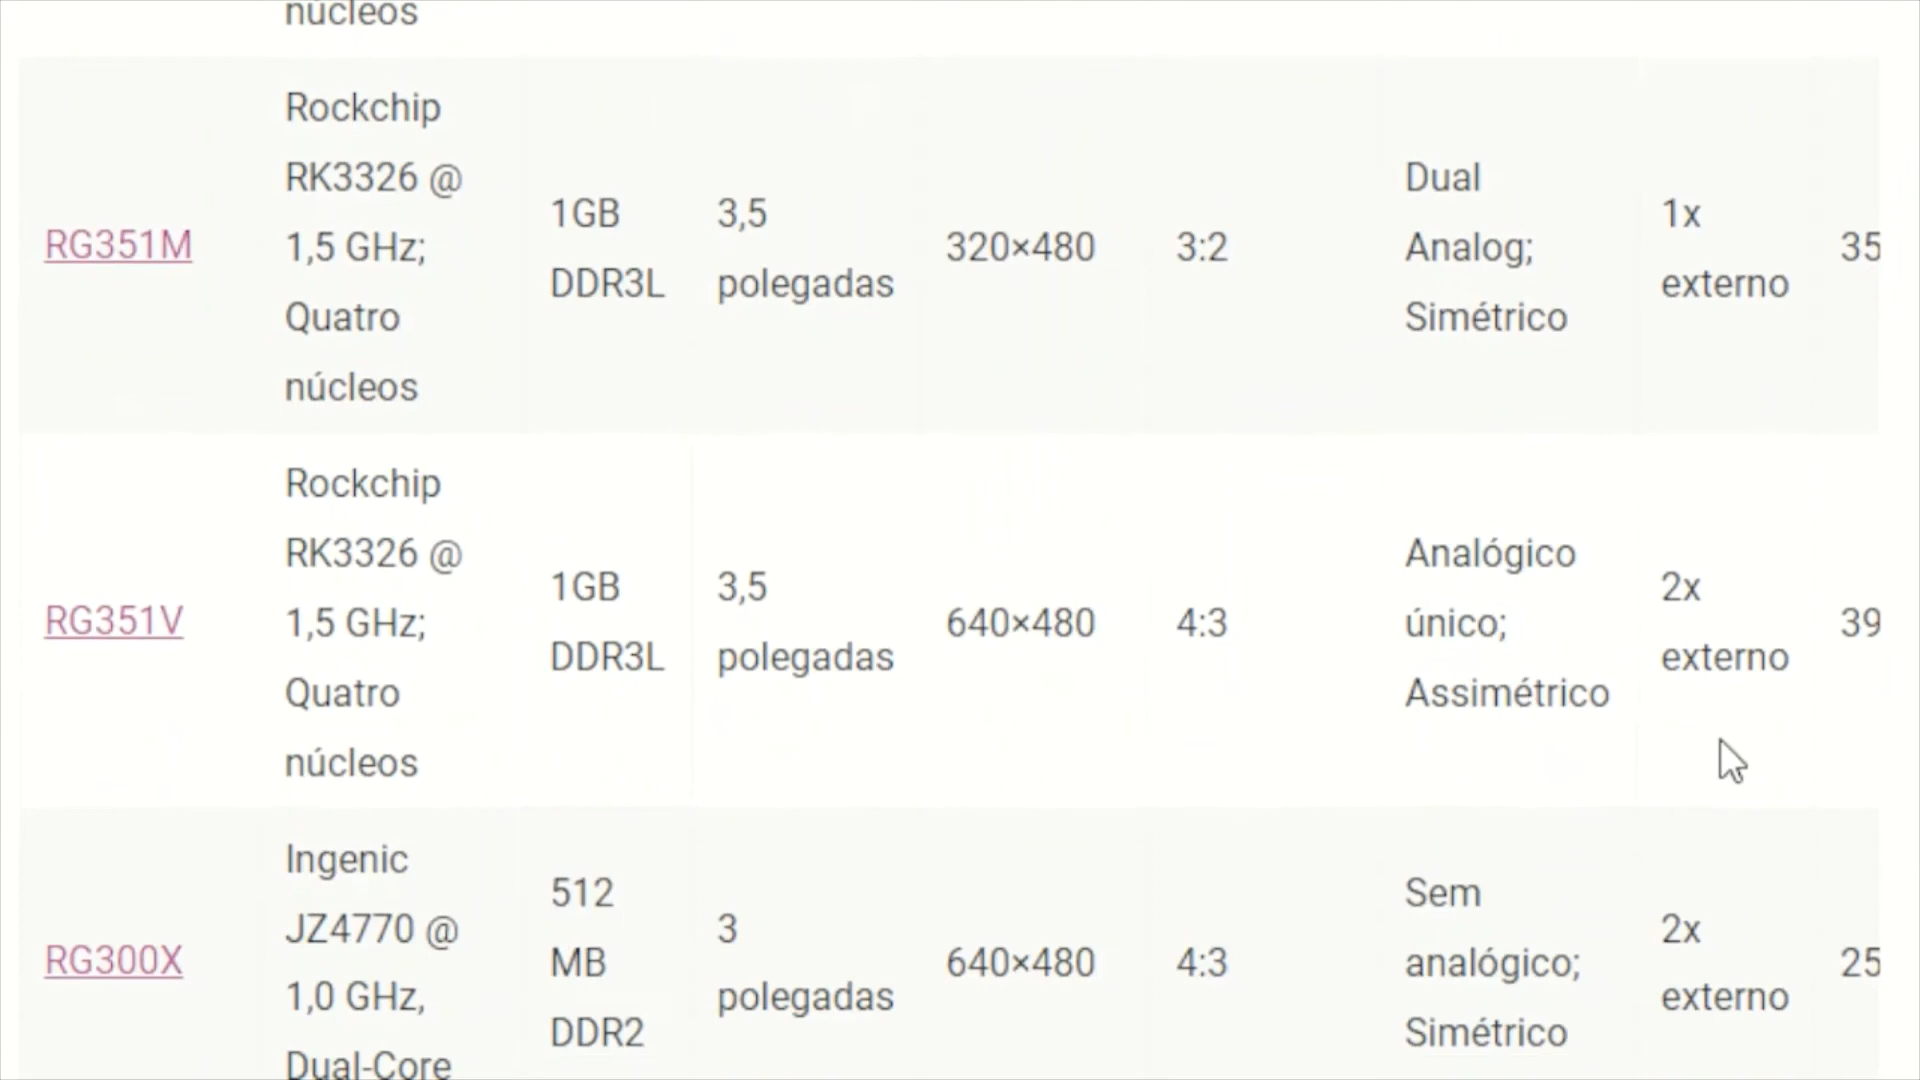 núcleos
RG351M
Rockchip
RK3326 @
1,5 GHz;
Quatro
núcleos
1GB
DDR3L
3,5
polegadas
320×480
3:2
Dual
Analog;
Simétrico
1x
externo
35
RG351V
Rockchip
RK3326 @
1,5 GHz;
Quatro
núcleos
1GB
DDR3L
3,5
polegadas
640×480
4:3
Analógico
único;
Assimétrico
2x
externo
39
RG300X
Ingenic
JZ4770 @
1,0 GHz,
Dual-Core
512
MB
DDR2
3
polegadas
640×480
4:3
Sem
analógico;
Simétrico
2x
externo
25